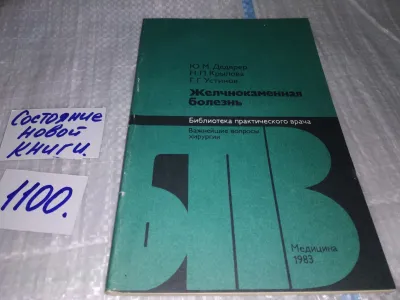 Состояние
новой
книги.
1100.
Ю. М. Дедерер
Н. П. Крылова
Г. Г. Устинов
Желчнокаменная
болезнь
Библиотека практического врача
Важнейшие вопросы
хирургии
БПВ
Медицина
1983